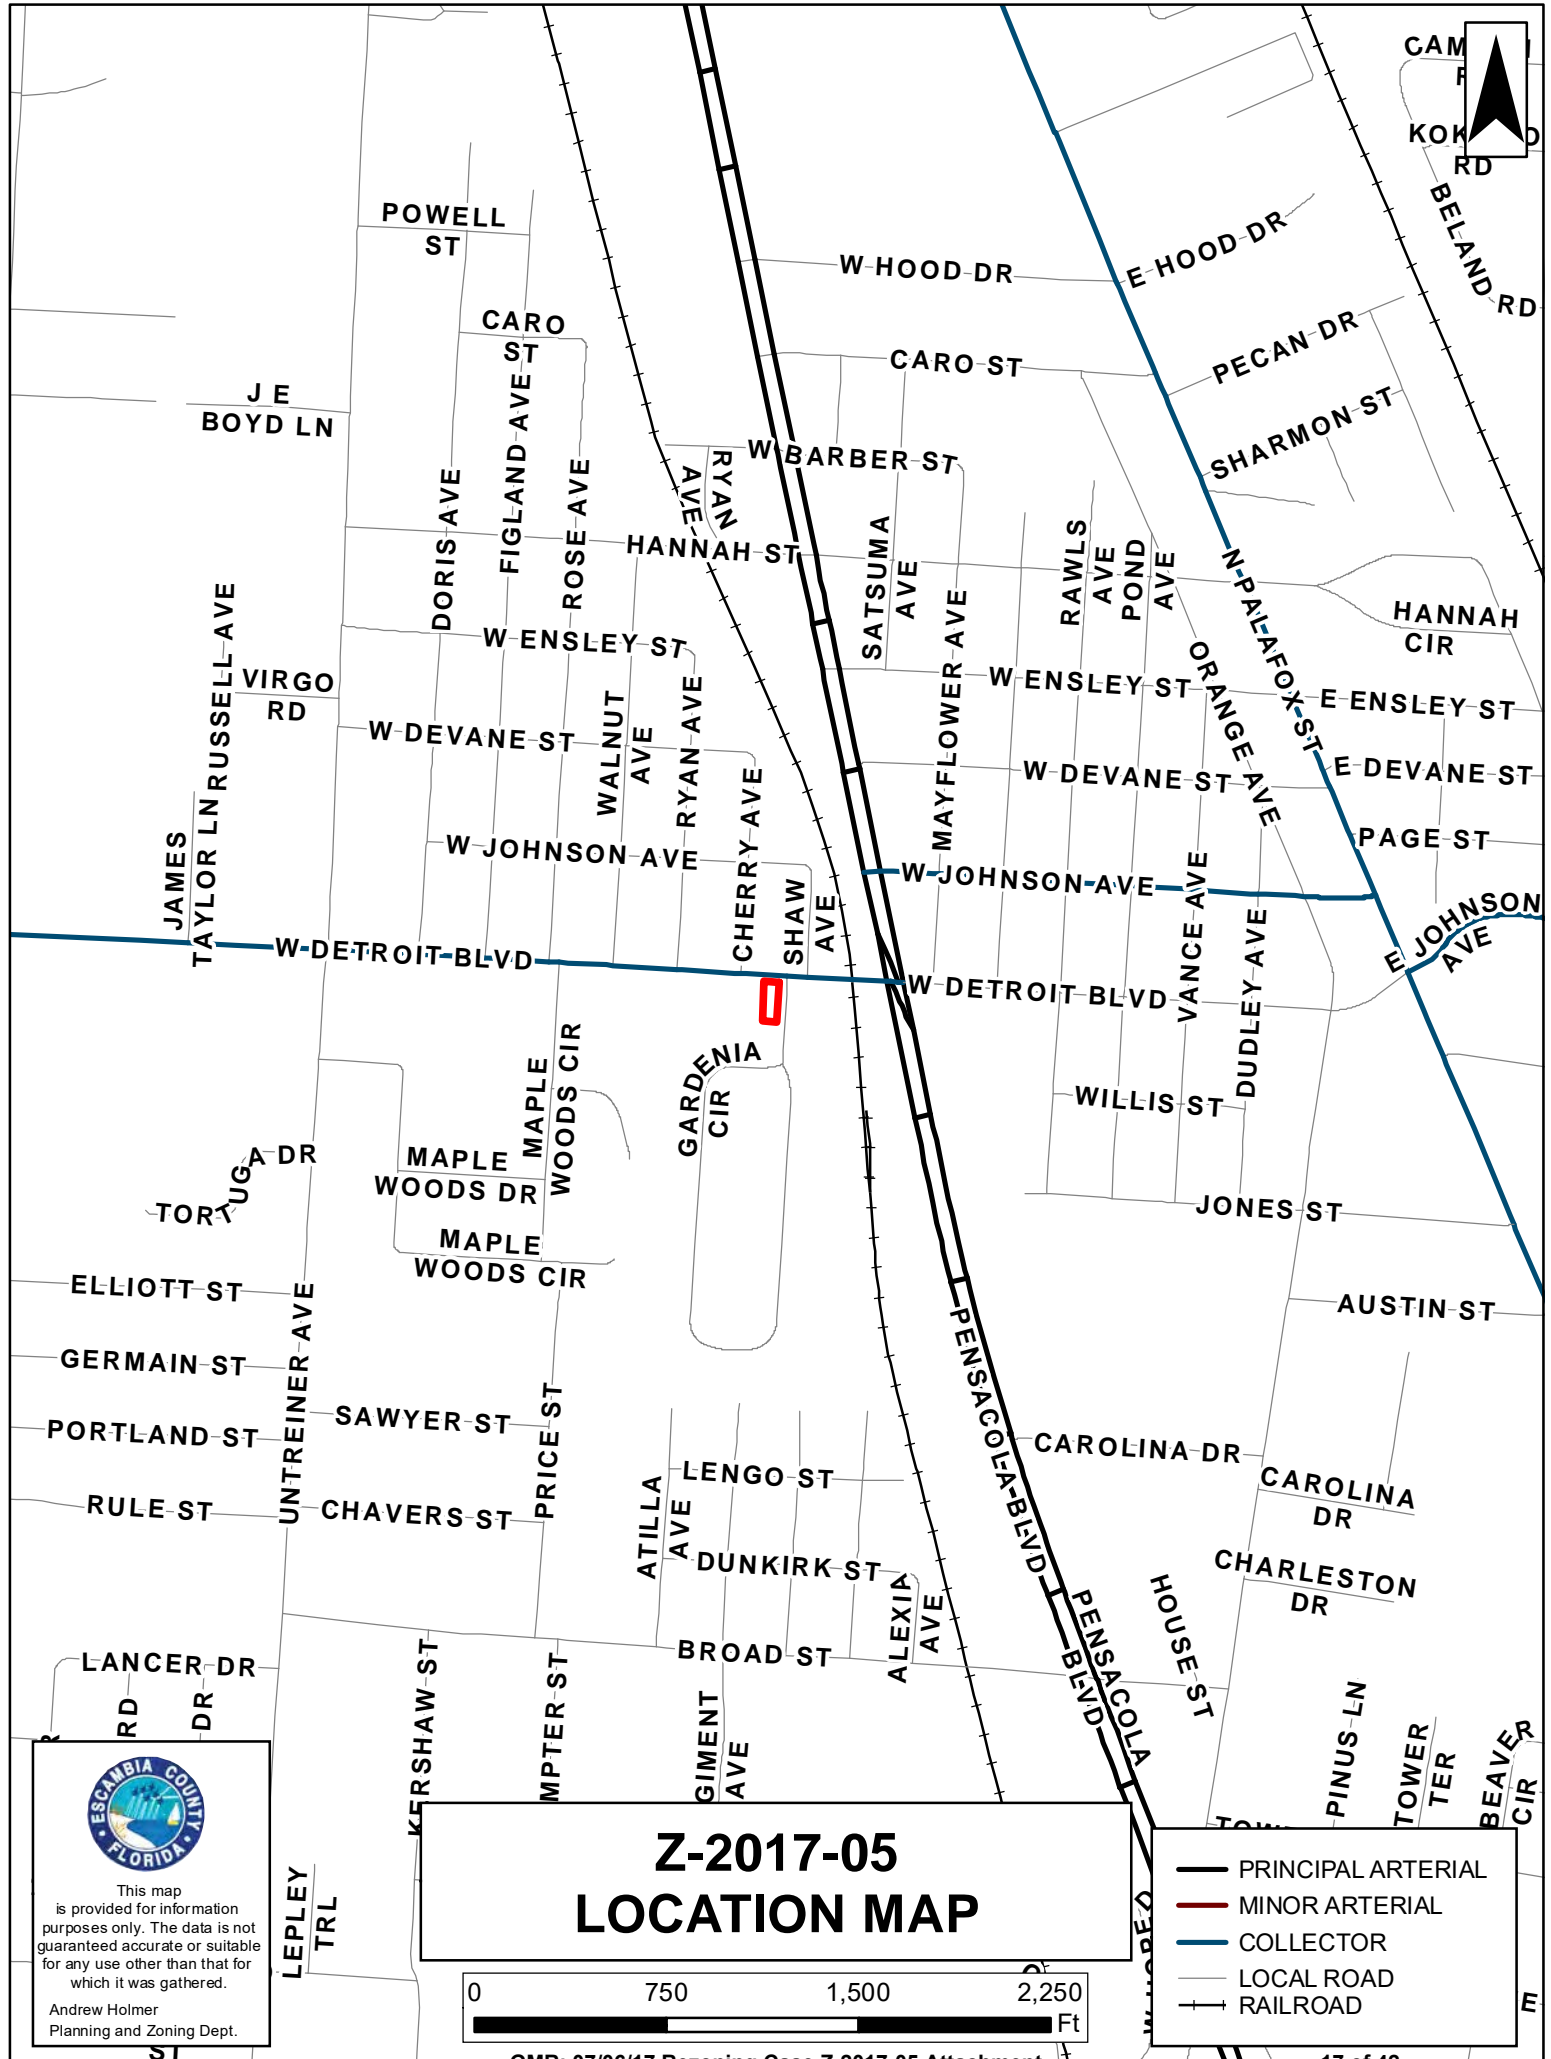 CAM
KOK
RD
BELAND RD
POWELL
ST
W HOOD DR
E HOOD DR
CARO
ST
CARO ST
PECAN DR
J E
BOYD LN
SHARMON ST
W BARBER ST
RYAN
AVE
FIGLAND AVE
DORIS AVE
ROSE AVE
HANNAH ST
SATSUMA
AVE
RAWLS
AVE
POND
AVE
N PALAFOX ST
HANNAH
CIR
RUSSELL AVE
W ENSLEY ST
MAYFLOWER AVE
W ENSLEY ST
ORANGE AVE
E ENSLEY ST
VIRGO
RD
WALNUT
AVE
RYAN AVE
W DEVANE ST
W DEVANE ST
E DEVANE ST
CHERRY AVE
JAMES
TAYLOR LN
W JOHNSON AVE
PAGE ST
W JOHNSON AVE
SHAW
AVE
VANCE AVE
DUDLEY AVE
E JOHNSON
AVE
W DETROIT BLVD
W DETROIT BLVD
GARDENIA
CIR
MAPLE
WOODS CIR
WILLIS ST
TORTUGA DR
MAPLE
WOODS DR
JONES ST
MAPLE
WOODS CIR
ELLIOTT ST
UNTREINER AVE
AUSTIN ST
PENSACOLA BLVD
GERMAIN ST
SAWYER ST
PRICE ST
PORTLAND ST
CAROLINA DR
LENGO ST
CAROLINA
DR
RULE ST
CHAVERS ST
ATILLA
AVE
DUNKIRK ST
CHARLESTON
DR
ALEXIA
AVE
HOUSE ST
PENSACOLA
BLVD
BROAD ST
LANCER DR
RD
DR
KERSHAW ST
MPTER ST
GIMENT
AVE
PINUS LN
TOWER
TER
BEAVER
CIR
LEPLEY
TRL
ESCAMBIA COUNTY
FLORIDA
This map
is provided for information
purposes only. The data is not
guaranteed accurate or suitable
for any use other than that for
which it was gathered.
Andrew Holmer
Planning and Zoning Dept.
Z-2017-05
LOCATION MAP
0 750 1,500 2,250
Ft
PRINCIPAL ARTERIAL
MINOR ARTERIAL
COLLECTOR
LOCAL ROAD
RAILROAD